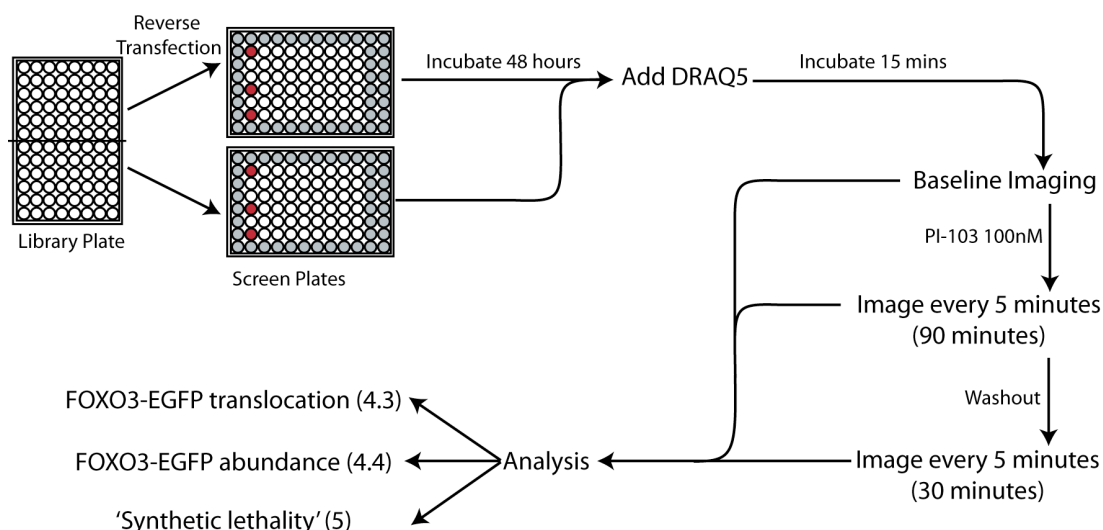 Reverse
Transfection
Library Plate
Screen Plates
Incubate 48 hours
Add DRAQ5
Incubate 15 mins
Baseline Imaging
PI-103 100nM
Image every 5 minutes
(90 minutes)
Washout
Image every 5 minutes
(30 minutes)
Analysis
FOXO3-EGFP translocation (4.3)
FOXO3-EGFP abundance (4.4)
‘Synthetic lethality’ (5)